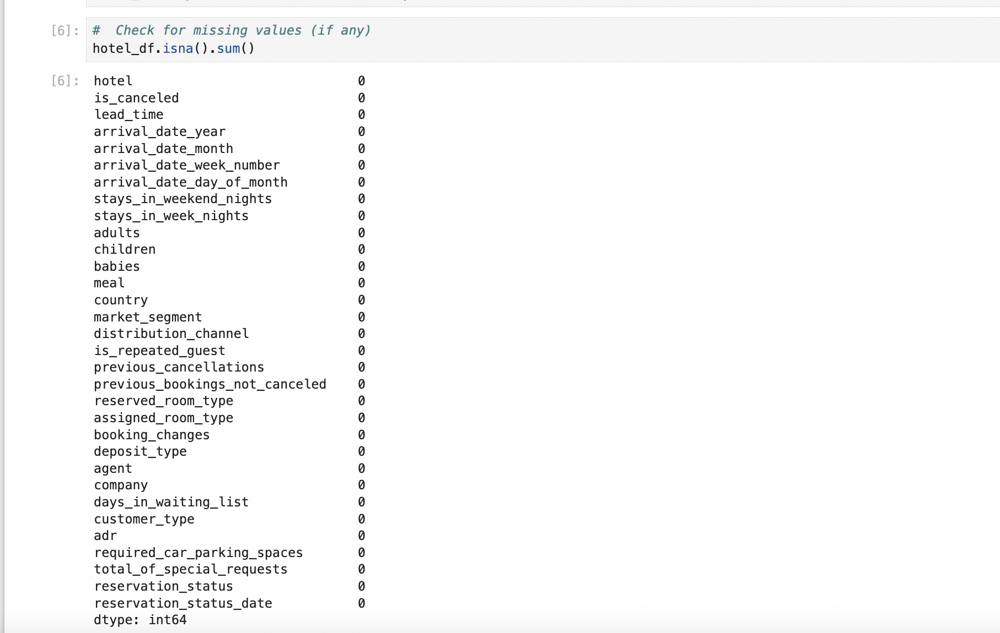 [6]: #  Check for missing values (if any)
hotel_df.isna().sum()
[6]: hotel 0
is_canceled 0
lead_time 0
arrival_date_year 0
arrival_date_month 0
arrival_date_week_number 0
arrival_date_day_of_month 0
stays_in_weekend_nights 0
stays_in_week_nights 0
adults 0
children 0
babies 0
meal 0
country 0
market_segment 0
distribution_channel 0
is_repeated_guest 0
previous_cancellations 0
previous_bookings_not_canceled 0
reserved_room_type 0
assigned_room_type 0
booking_changes 0
deposit_type 0
agent 0
company 0
days_in_waiting_list 0
customer_type 0
adr 0
required_car_parking_spaces 0
total_of_special_requests 0
reservation_status 0
reservation_status_date 0
dtype: int64